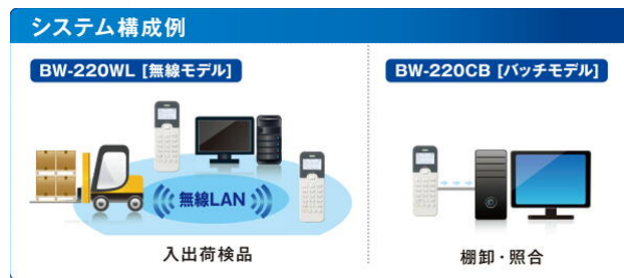 システム構成例
BW-220WL [無線モデル]
無線LAN
入出荷検品
BW-220CB [バッチモデル]
棚卸・照合